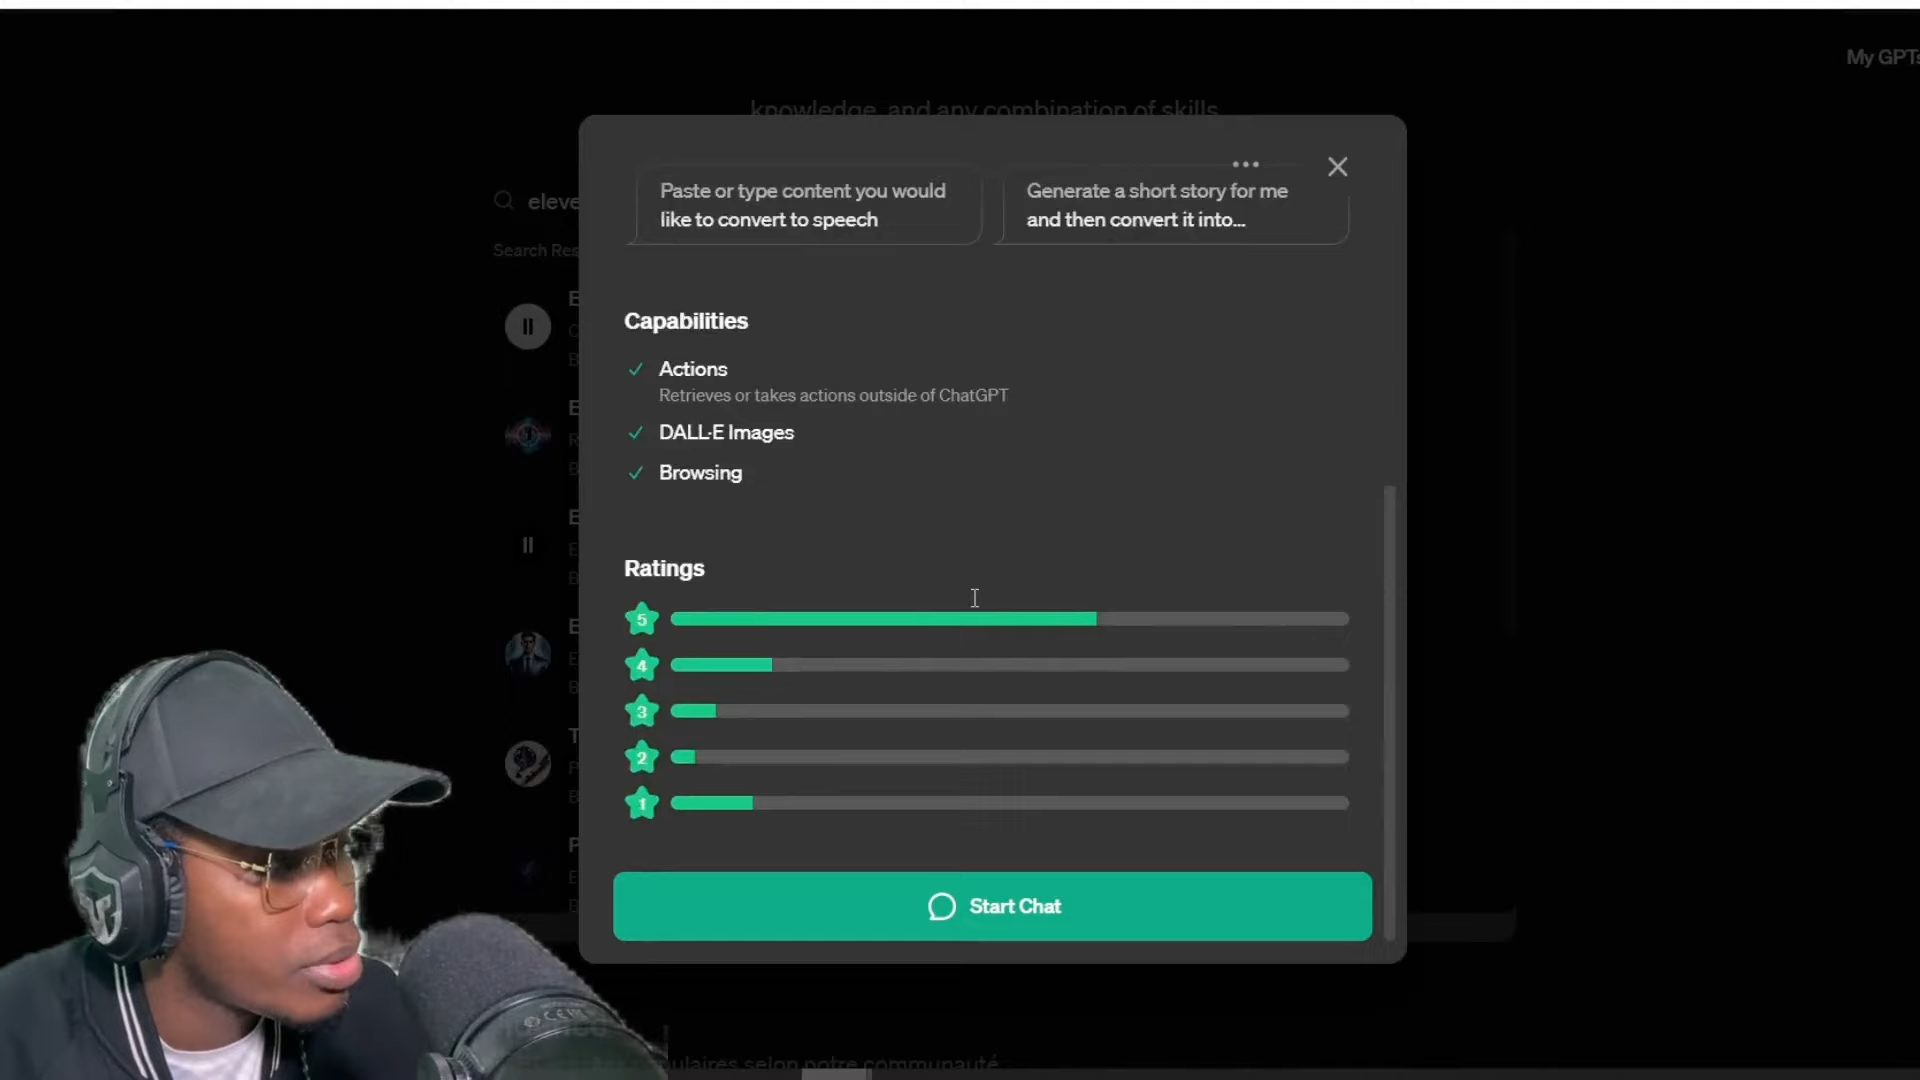 My GPTs
knowledge, and any combination of skills
eleve
Search Res
Paste or type content you would
like to convert to speech
Generate a short story for me
and then convert it into...
Capabilities
Actions
Retrieves or takes actions outside of ChatGPT
DALL·E Images
Browsing
Ratings
5
4
3
2
1
Start Chat
ulaires selon notre communauté